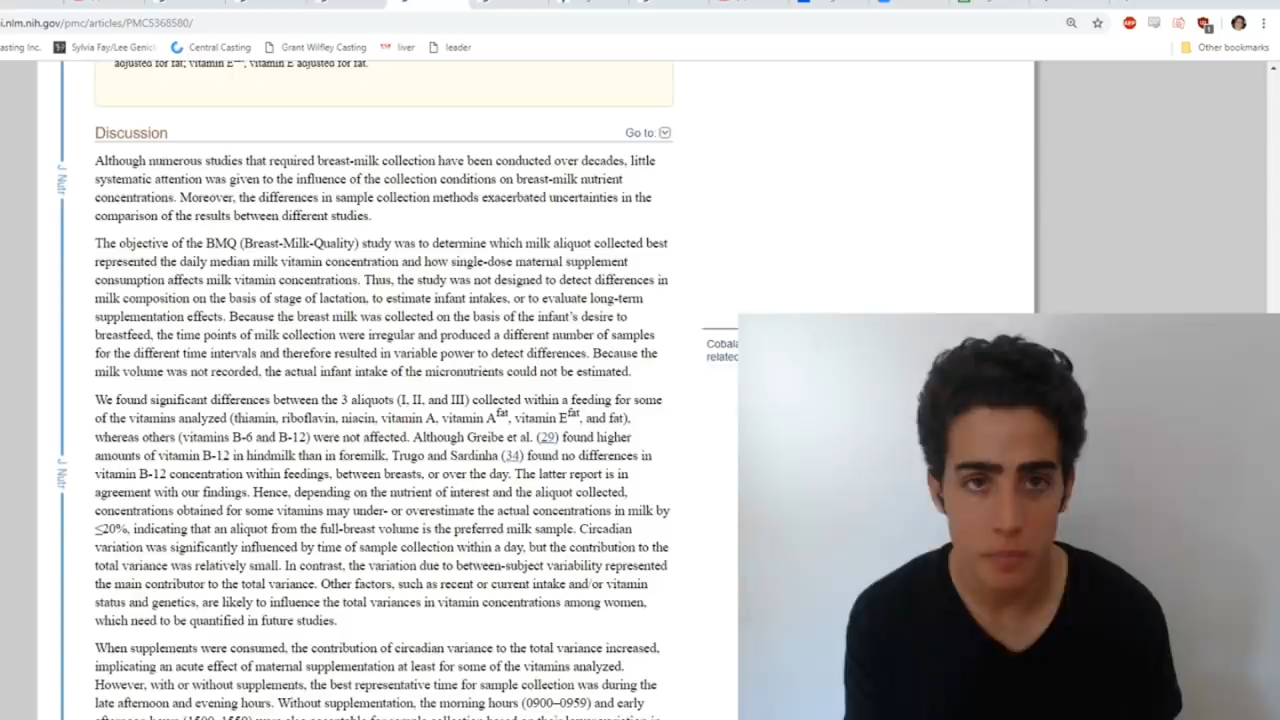 i.nlm.nih.gov/pmc/articles/PMC5368580/
asting Inc.
Sylvia Fay/Lee Genick
Central Casting
Grant Wilfley Casting
liver
leader
Other bookmarks
adjusted for fat; vitamin E fat, vitamin E adjusted for fat.
Discussion
Go to:
Although numerous studies that required breast-milk collection have been conducted over decades, little
systematic attention was given to the influence of the collection conditions on breast-milk nutrient
concentrations. Moreover, the differences in sample collection methods exacerbated uncertainties in the
comparison of the results between different studies.
The objective of the BMQ (Breast-Milk-Quality) study was to determine which milk aliquot collected best
represented the daily median milk vitamin concentration and how single-dose maternal supplement
consumption affects milk vitamin concentrations. Thus, the study was not designed to detect differences in
milk composition on the basis of stage of lactation, to estimate infant intakes, or to evaluate long-term
supplementation effects. Because the breast milk was collected on the basis of the infant's desire to
breastfeed, the time points of milk collection were irregular and produced a different number of samples
for the different time intervals and therefore resulted in variable power to detect differences. Because the
milk volume was not recorded, the actual infant intake of the micronutrients could not be estimated.
We found significant differences between the 3 aliquots (I, II, and III) collected within a feeding for some
of the vitamins analyzed (thiamin, riboflavin, niacin, vitamin A, vitamin Afat, vitamin Efat, and fat),
whereas others (vitamins B-6 and B-12) were not affected. Although Greibe et al. (29) found higher
amounts of vitamin B-12 in hindmilk than in foremilk, Trugo and Sardinha (34) found no differences in
vitamin B-12 concentration within feedings, between breasts, or over the day. The latter report is in
agreement with our findings. Hence, depending on the nutrient of interest and the aliquot collected,
concentrations obtained for some vitamins may under- or overestimate the actual concentrations in milk by
≤20%, indicating that an aliquot from the full-breast volume is the preferred milk sample. Circadian
variation was significantly influenced by time of sample collection within a day, but the contribution to the
total variance was relatively small. In contrast, the variation due to between-subject variability represented
the main contributor to the total variance. Other factors, such as recent or current intake and/or vitamin
status and genetics, are likely to influence the total variances in vitamin concentrations among women,
which need to be quantified in future studies.
When supplements were consumed, the contribution of circadian variance to the total variance increased,
implicating an acute effect of maternal supplementation at least for some of the vitamins analyzed.
However, with or without supplements, the best representative time for sample collection was during the
late afternoon and evening hours. Without supplementation, the morning hours (0900–0959) and early
J Nutr
J Nutr
Cobala
related